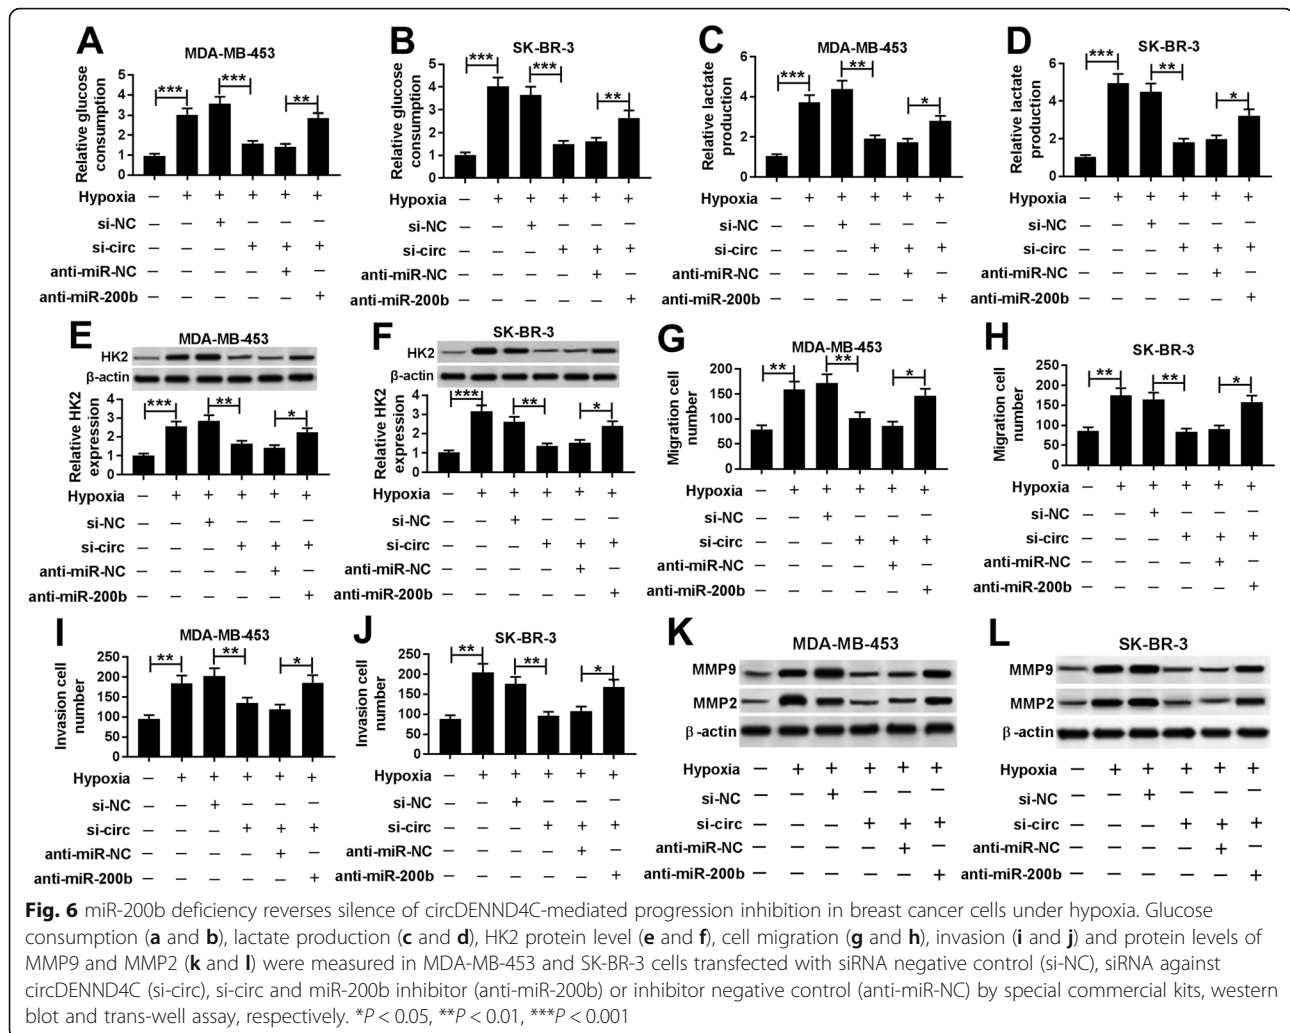 A
MDA-MB-453
Relative glucose
consumption
5
4
3
2
1
0
***
***
**
Hypoxia − + + + + +
si-NC − − + − − −
si-circ − − − + + +
anti-miR-NC − − − − + −
anti-miR-200b − − − − − +
B
SK-BR-3
Relative glucose
consumption
5
4
3
2
1
0
***
***
**
Hypoxia − + + + + +
si-NC − − + − − −
si-circ − − − + + +
anti-miR-NC − − − − + −
anti-miR-200b − − − − − +
C
MDA-MB-453
Relative lactate
production
6
4
2
0
***
**
*
Hypoxia − + + + + +
si-NC − − + − − −
si-circ − − − + + +
anti-miR-NC − − − − + −
anti-miR-200b − − − − − +
D
SK-BR-3
Relative lactate
production
6
4
2
0
***
**
*
Hypoxia − + + + + +
si-NC − − + − − −
si-circ − − − + + +
anti-miR-NC − − − − + −
anti-miR-200b − − − − − +
E
MDA-MB-453
HK2
β-actin
Relative HK2
expression
4
3
2
1
0
***
**
*
Hypoxia − + + + + +
si-NC − − + − − −
si-circ − − − + + +
anti-miR-NC − − − − + −
anti-miR-200b − − − − − +
F
SK-BR-3
HK2
β-actin
Relative HK2
expression
4
3
2
1
0
***
**
*
Hypoxia − + + + + +
si-NC − − + − − −
si-circ − − − + + +
anti-miR-NC − − − − + −
anti-miR-200b − − − − − +
G
MDA-MB-453
Migration cell
number
200
150
100
50
0
**
**
*
Hypoxia − + + + + +
si-NC − − + − − −
si-circ − − − + + +
anti-miR-NC − − − − + −
anti-miR-200b − − − − − +
H
SK-BR-3
Migration cell
number
250
200
150
100
50
0
**
**
*
Hypoxia − + + + + +
si-NC − − + − − −
si-circ − − − + + +
anti-miR-NC − − − − + −
anti-miR-200b − − − − − +
I
MDA-MB-453
Invasion cell
number
250
200
150
100
50
0
**
**
*
Hypoxia − + + + + +
si-NC − − + − − −
si-circ − − − + + +
anti-miR-NC − − − − + −
anti-miR-200b − − − − − +
J
SK-BR-3
Invasion cell
number
250
200
150
100
50
0
**
**
*
Hypoxia − + + + + +
si-NC − − + − − −
si-circ − − − + + +
anti-miR-NC − − − − + −
anti-miR-200b − − − − − +
K
MDA-MB-453
MMP9
MMP2
β-actin
Hypoxia − + + + + +
si-NC − − + − − −
si-circ − − − + + +
anti-miR-NC − − − − + −
anti-miR-200b − − − − − +
L
SK-BR-3
MMP9
MMP2
β-actin
Hypoxia − + + + + +
si-NC − − + − − −
si-circ − − − + + +
anti-miR-NC − − − − + −
anti-miR-200b − − − − − +
Fig. 6 miR-200b deficiency reverses silence of circDENND4C-mediated progression inhibition in breast cancer cells under hypoxia. Glucose
consumption (a and b), lactate production (c and d), HK2 protein level (e and f), cell migration (g and h), invasion (i and j) and protein levels of
MMP9 and MMP2 (k and l) were measured in MDA-MB-453 and SK-BR-3 cells transfected with siRNA negative control (si-NC), siRNA against
circDENND4C (si-circ), si-circ and miR-200b inhibitor (anti-miR-200b) or inhibitor negative control (anti-miR-NC) by special commercial kits, western
blot and trans-well assay, respectively. *P < 0.05, **P < 0.01, ***P < 0.001